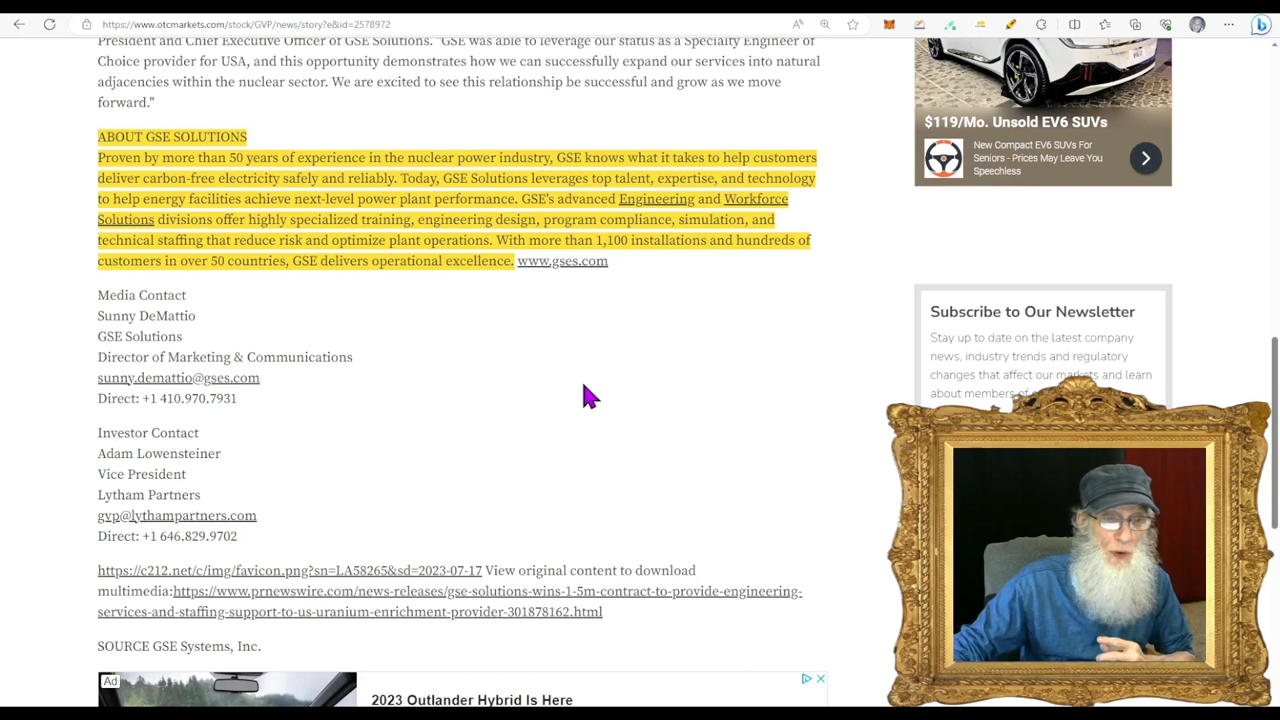 https://www.otcmarkets.com/stock/GVP/news/story?e&id=2578972
President and Chief Executive Officer of GSE Solutions. "GSE was able to leverage our status as a Specialty Engineer of
Choice provider for USA, and this opportunity demonstrates how we can successfully expand our services into natural
adjacencies within the nuclear sector. We are excited to see this relationship be successful and grow as we move
forward."
ABOUT GSE SOLUTIONS
Proven by more than 50 years of experience in the nuclear power industry, GSE knows what it takes to help customers
deliver carbon-free electricity safely and reliably. Today, GSE Solutions leverages top talent, expertise, and technology
to help energy facilities achieve next-level power plant performance. GSE's advanced Engineering and Workforce
Solutions divisions offer highly specialized training, engineering design, program compliance, simulation, and
technical staffing that reduce risk and optimize plant operations. With more than 1,100 installations and hundreds of
customers in over 50 countries, GSE delivers operational excellence. www.gses.com
Media Contact
Sunny DeMattio
GSE Solutions
Director of Marketing & Communications
sunny.demattio@gses.com
Direct: +1 410.970.7931
Investor Contact
Adam Lowensteiner
Vice President
Lytham Partners
gvp@lythampartners.com
Direct: +1 646.829.9702
https://c212.net/c/img/favicon.png?sn=LA58265&sd=2023-07-17 View original content to download
multimedia:https://www.prnewswire.com/news-releases/gse-solutions-wins-1-5m-contract-to-provide-engineering-
services-and-staffing-support-to-us-uranium-enrichment-provider-301878162.html
SOURCE GSE Systems, Inc.
Ad
2023 Outlander Hybrid Is Here
$119/Mo. Unsold EV6 SUVs
New Compact EV6 SUVs For
Seniors - Prices May Leave You
Speechless
Subscribe to Our Newsletter
Stay up to date on the latest company
news, industry trends and regulatory
changes that affect our markets and learn
about members of